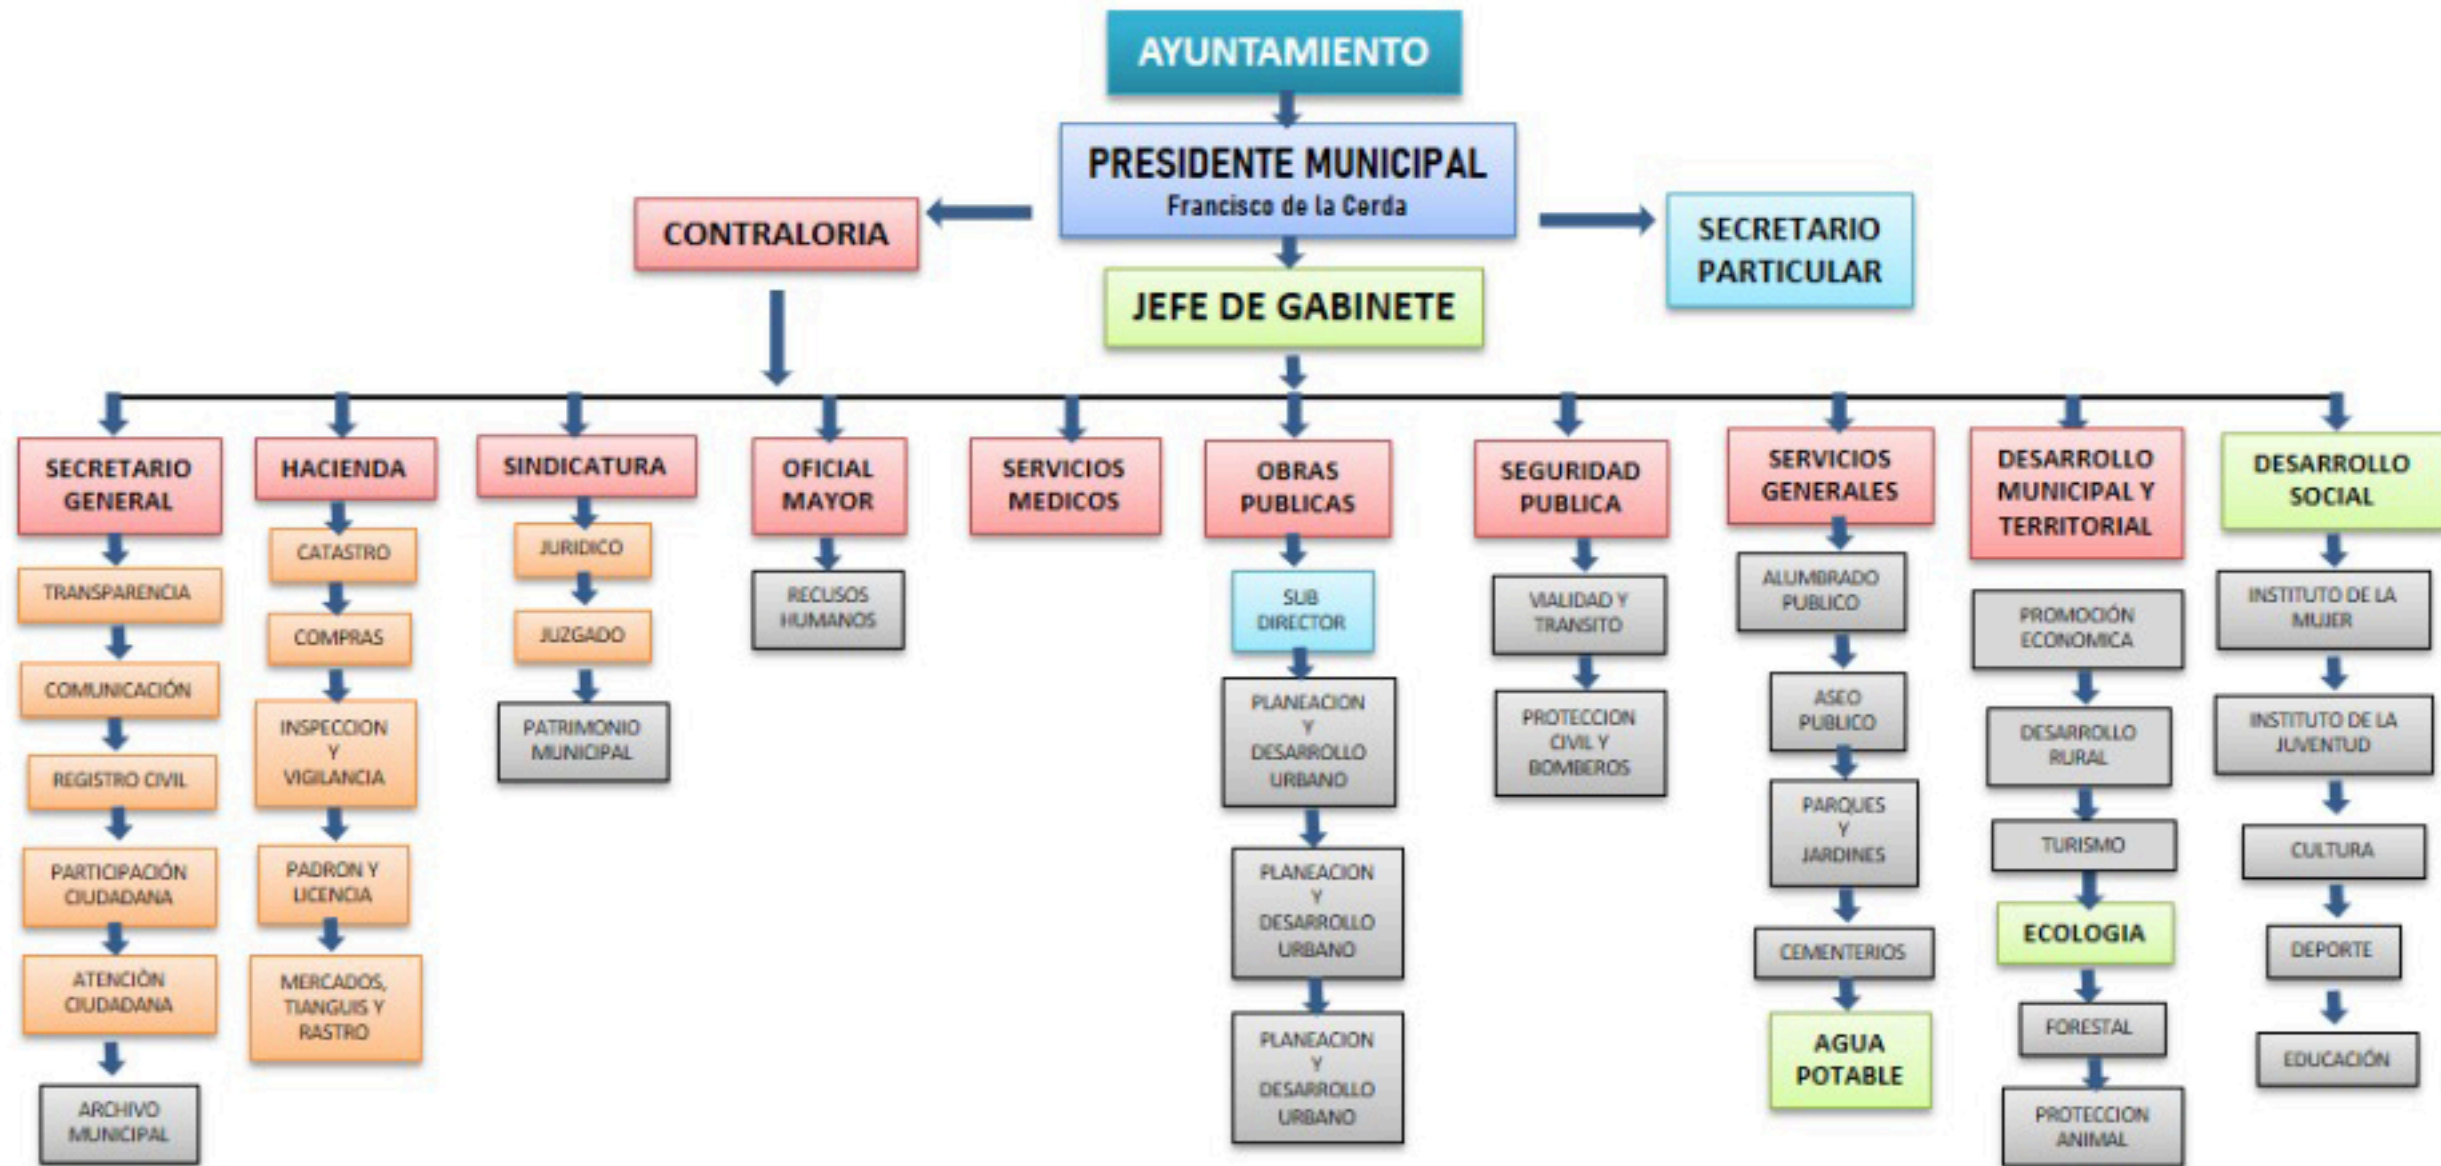 AYUNTAMIENTO
PRESIDENTE MUNICIPAL
Francisco de la Cerda
CONTRALORIA
SECRETARIO
PARTICULAR
JEFE DE GABINETE
SECRETARIO
GENERAL
TRANSPARENCIA
COMUNICACIÓN
REGISTRO CIVIL
PARTICIPACIÓN
CIUDADANA
ATENCIÓN
CIUDADANA
ARCHIVO
MUNICIPAL
HACIENDA
CATASTRO
COMPRAS
INSPECCION
Y
VIGILANCIA
PADRON Y
LICENCIA
MERCADOS,
TIANGUIS Y
RASTRO
SINDICATURA
JURIDICO
JUZGADO
PATRIMONIO
MUNICIPAL
OFICIAL
MAYOR
RECUSOS
HUMANOS
SERVICIOS
MEDICOS
OBRAS
PUBLICAS
SUB
DIRECTOR
PLANEACION
Y
DESARROLLO
URBANO
PLANEACION
Y
DESARROLLO
URBANO
PLANEACION
Y
DESARROLLO
URBANO
SEGURIDAD
PUBLICA
VIALIDAD Y
TRANSITO
PROTECCION
CIVIL Y
BOMBEROS
SERVICIOS
GENERALES
ALUMBRADO
PUBLICO
ASEO
PUBLICO
PARQUES
Y
JARDINES
CEMENTERIOS
AGUA
POTABLE
DESARROLLO
MUNICIPAL Y
TERRITORIAL
PROMOCIÓN
ECONOMICA
DESARROLLO
RURAL
TURISMO
ECOLOGIA
FORESTAL
PROTECCION
ANIMAL
DESARROLLO
SOCIAL
INSTITUTO DE LA
MUJER
INSTITUTO DE LA
JUVENTUD
CULTURA
DEPORTE
EDUCACIÓN